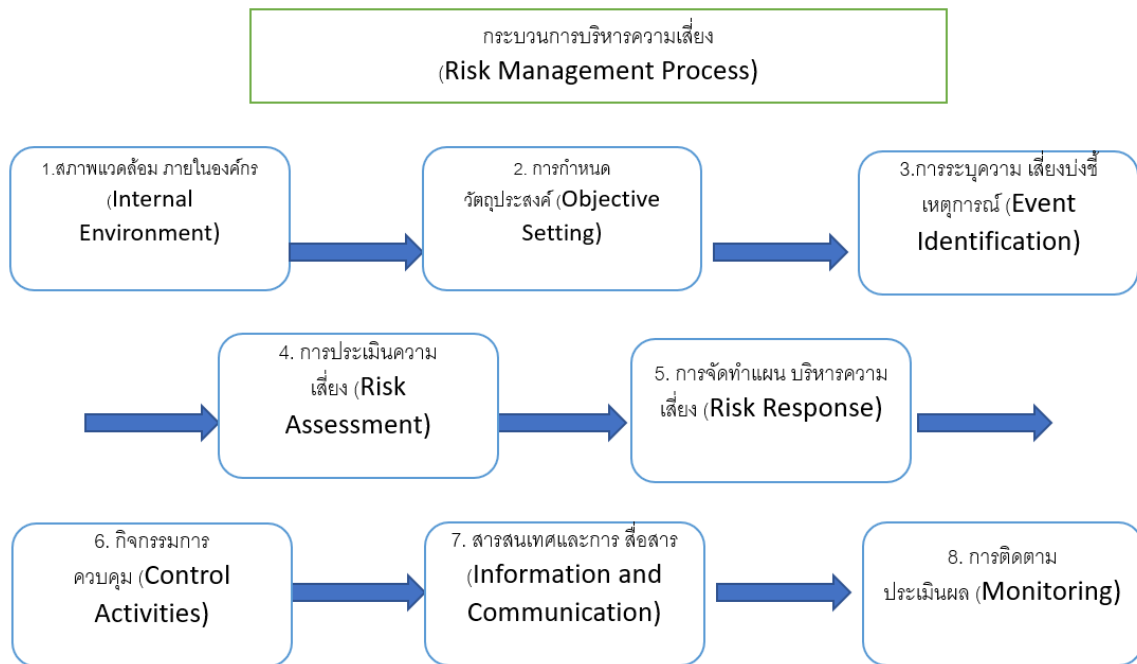 กระบวนการบริหารความเสี่ยง
(Risk Management Process)
1.สภาพแวดล้อม ภายในองค์กร
(Internal
Environment)
2. การกำหนด
วัตถุประสงค์ (Objective
Setting)
3.การระบุความ เสี่ยงบ่งชี้
เหตุการณ์ (Event
Identification)
4. การประเมินความ
เสี่ยง (Risk
Assessment)
5. การจัดทำแผน บริหารความ
เสี่ยง (Risk Response)
6. กิจกรรมการ
ควบคุม (Control
Activities)
7. สารสนเทศและการ สื่อสาร
(Information and
Communication)
8. การติดตาม
ประเมินผล (Monitoring)